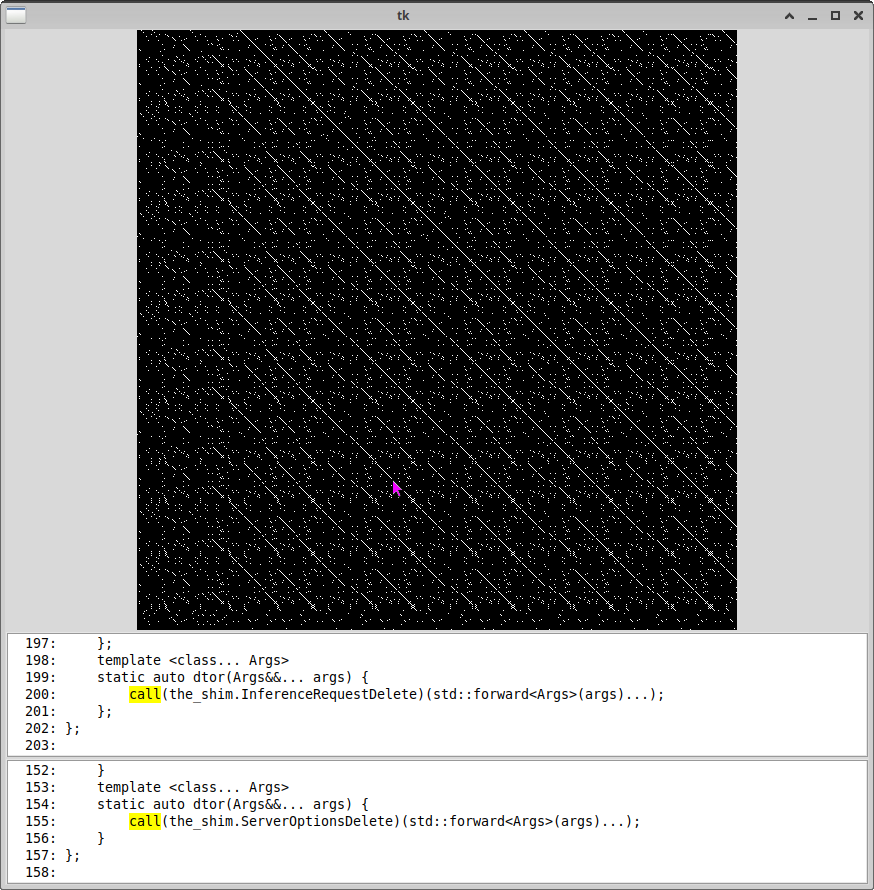 tk
197:     };
198:     template <class... Args>
199:     static auto dtor(Args&&... args) {
200:         call(the_shim.InferenceRequestDelete)(std::forward<Args>(args)...);
201:     };
202: };
203:
152:     }
153:     template <class... Args>
154:     static auto dtor(Args&&... args) {
155:         call(the_shim.ServerOptionsDelete)(std::forward<Args>(args)...);
156:     }
157: };
158: